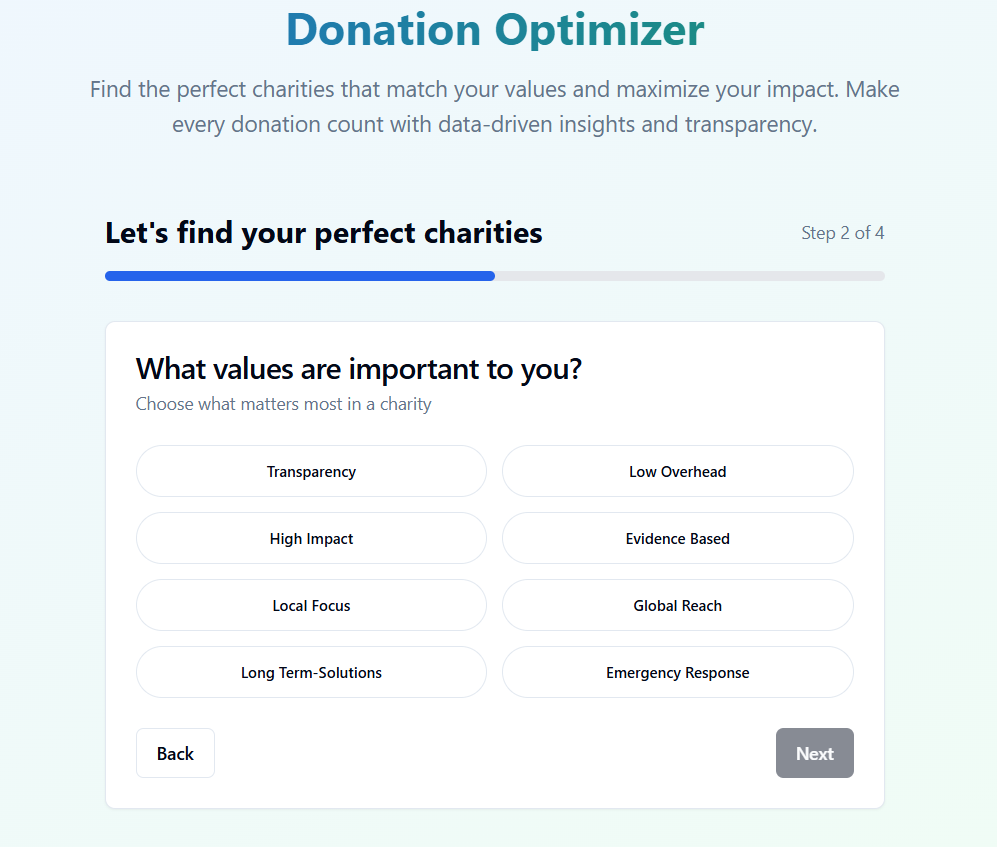 Donation Optimizer
Find the perfect charities that match your values and maximize your impact. Make
every donation count with data-driven insights and transparency.
Let's find your perfect charities
Step 2 of 4
What values are important to you?
Choose what matters most in a charity
Transparency
Low Overhead
High Impact
Evidence Based
Local Focus
Global Reach
Long Term-Solutions
Emergency Response
Back
Next